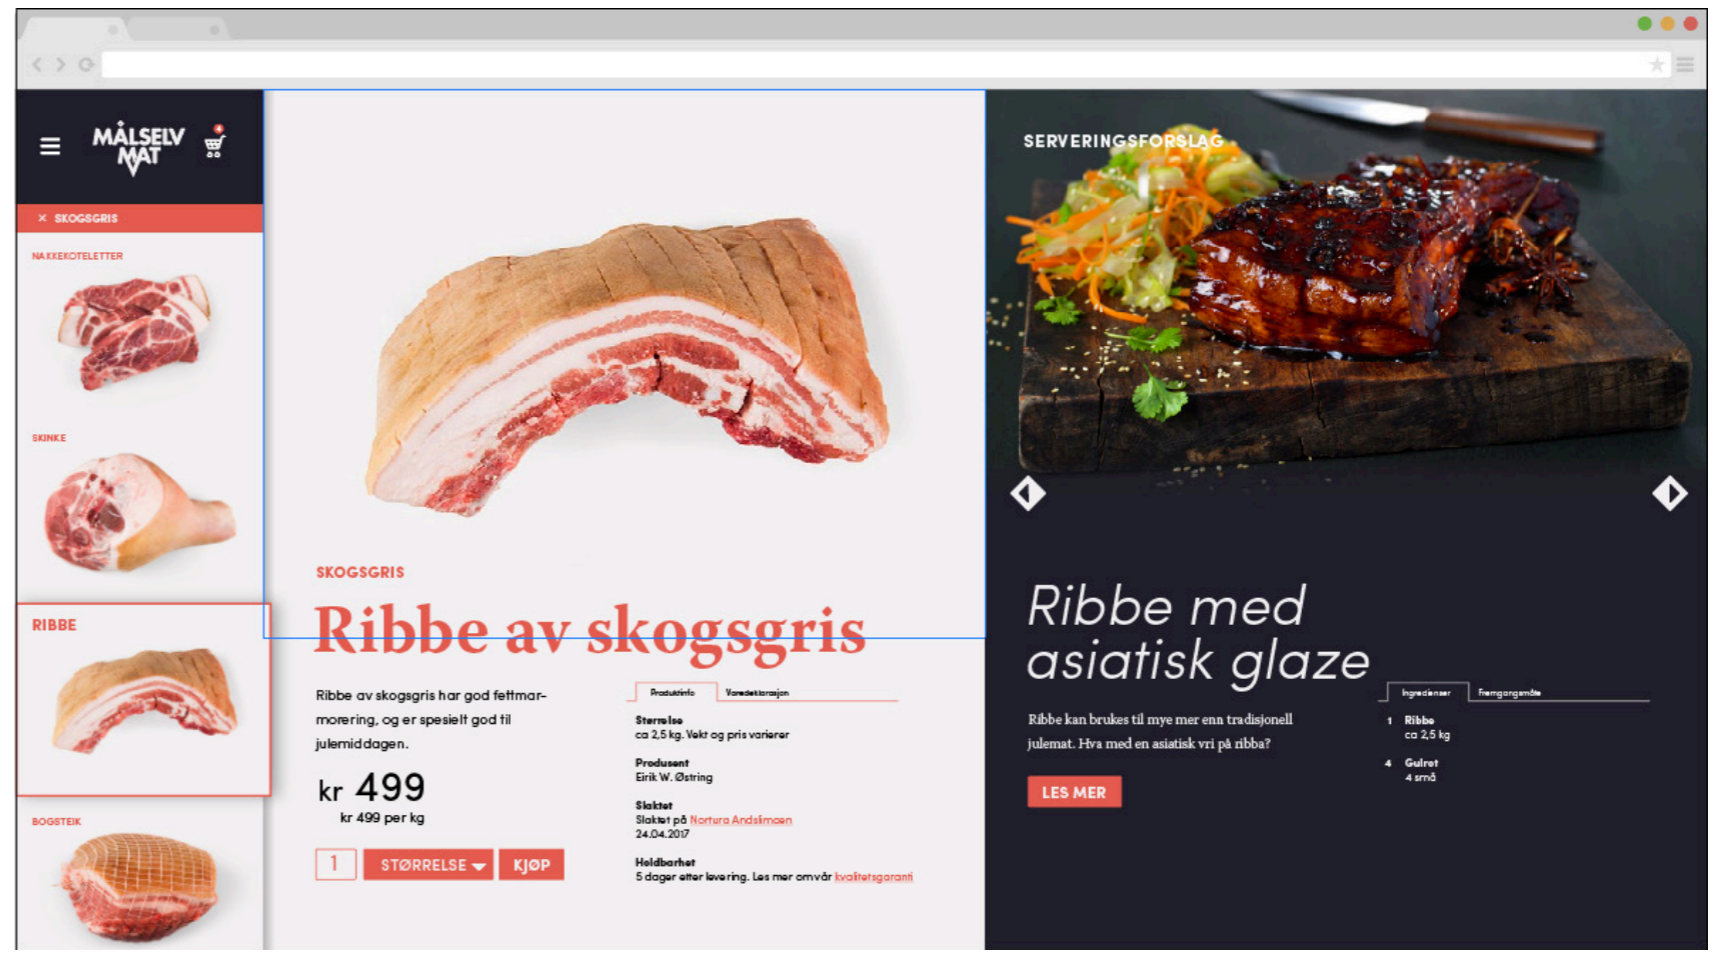 MÅLSELV
MAT
4
× SKOGSGRIS
NAKKEKOTELETTER
SKINKE
RIBBE
BOGSTEIK
SKOGSGRIS
Ribbe av skogsgris
Ribbe av skogsgris har god fettmar-
morering, og er spesielt god til
julemiddagen.
kr 499
kr 499 per kg
1 STØRRELSE KJØP
Produktinfo Varedeklarasjon
Størrelse
ca 2,5 kg. Vekt og pris varierer
Produsent
Eirik W. Østring
Slaktet
Slaktet på Nortura Andslimoen
24.04.2017
Holdbarhet
5 dager etter levering. Les mer om vår kvalitetsgaranti
SERVERINGSFORSLAG
Ribbe med
asiatisk glaze
Ribbe kan brukes til mye mer enn tradisjonell
julemat. Hva med en asiatisk vri på ribba?
LES MER
Ingredienser Fremgangsmåte
1 Ribbe
ca 2,5 kg
4 Gulrot
4 små